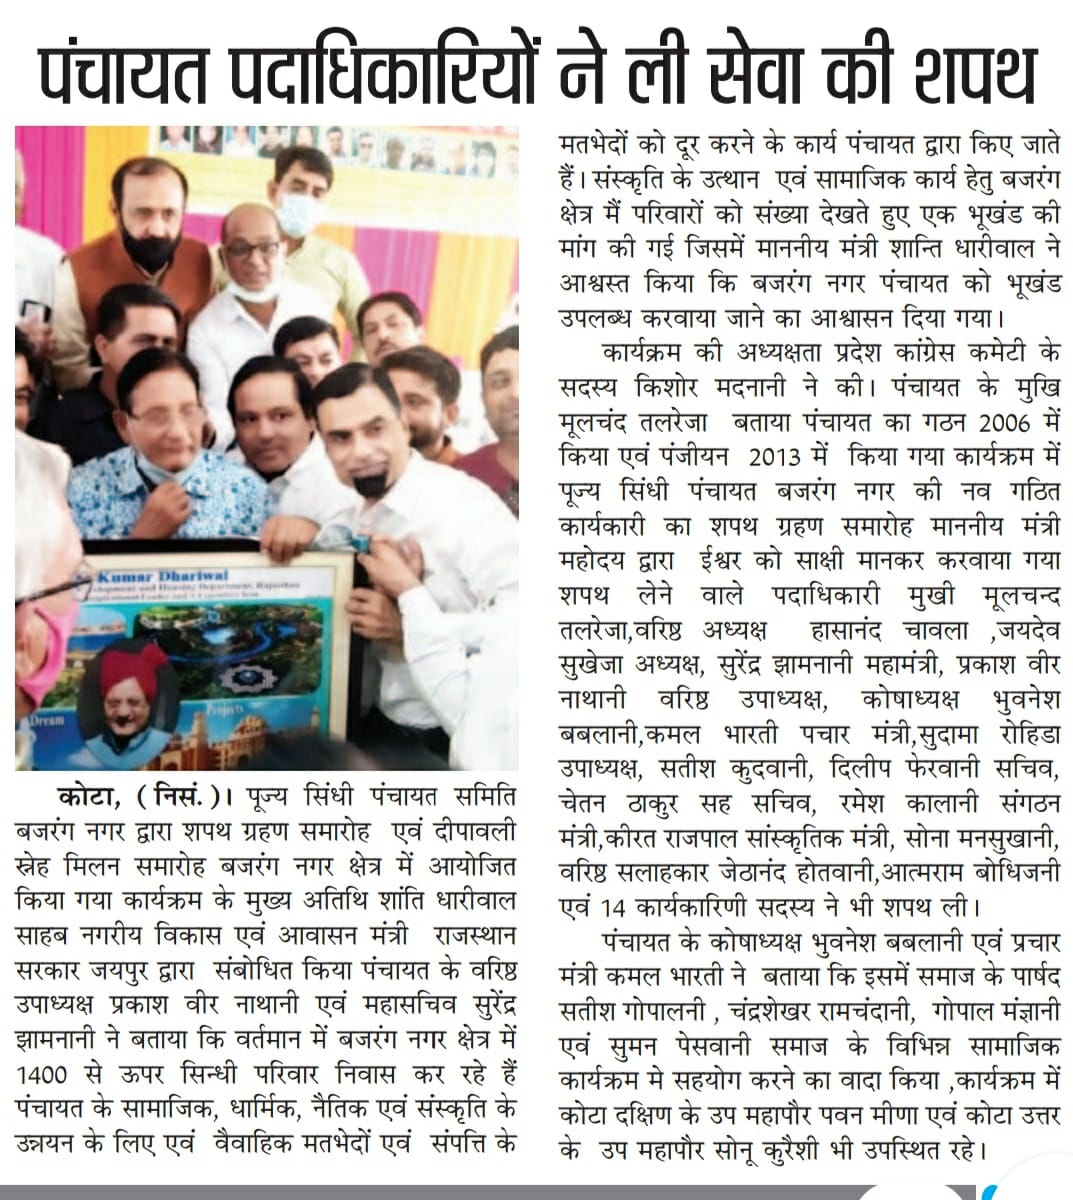 पंचायत पदाधिकारियों ने ली सेवा की शपथ
Kumar Dhariwal
Development and Housing Department, Rajasthan
Dream
Projects
कोटा, (निसं.)। पूज्य सिंधी पंचायत समिति
बजरंग नगर द्वारा शपथ ग्रहण समारोह एवं दीपावली
स्नेह मिलन समारोह बजरंग नगर क्षेत्र में आयोजित
किया गया कार्यक्रम के मुख्य अतिथि शांति धारीवाल
साहब नगरीय विकास एवं आवासन मंत्री राजस्थान
सरकार जयपुर द्वारा संबोधित किया पंचायत के वरिष्ठ
उपाध्यक्ष प्रकाश वीर नाथानी एवं महासचिव सुरेंद्र
झामनानी ने बताया कि वर्तमान में बजरंग नगर क्षेत्र में
1400 से ऊपर सिन्धी परिवार निवास कर रहे हैं
पंचायत के सामाजिक, धार्मिक, नैतिक एवं संस्कृति के
उन्नयन के लिए एवं वैवाहिक मतभेदों एवं संपत्ति के
मतभेदों को दूर करने के कार्य पंचायत द्वारा किए जाते
हैं। संस्कृति के उत्थान एवं सामाजिक कार्य हेतु बजरंग
क्षेत्र मैं परिवारों को संख्या देखते हुए एक भूखंड की
मांग की गई जिसमें माननीय मंत्री शान्ति धारीवाल ने
आश्वस्त किया कि बजरंग नगर पंचायत को भूखंड
उपलब्ध करवाया जाने का आश्वासन दिया गया।
कार्यक्रम की अध्यक्षता प्रदेश कांग्रेस कमेटी के
सदस्य किशोर मदनानी ने की। पंचायत के मुखि
मूलचंद तलरेजा बताया पंचायत का गठन 2006 में
किया एवं पंजीयन 2013 में किया गया कार्यक्रम में
पूज्य सिंधी पंचायत बजरंग नगर की नव गठित
कार्यकारी का शपथ ग्रहण समारोह माननीय मंत्री
महोदय द्वारा ईश्वर को साक्षी मानकर करवाया गया
शपथ लेने वाले पदाधिकारी मुखी मूलचन्द
तलरेजा,वरिष्ठ अध्यक्ष हासानंद चावला ,जयदेव
सुखेजा अध्यक्ष, सुरेंद्र झामनानी महामंत्री, प्रकाश वीर
नाथानी वरिष्ठ उपाध्यक्ष, कोषाध्यक्ष भुवनेश
बबलानी,कमल भारती पचार मंत्री,सुदामा रोहिडा
उपाध्यक्ष, सतीश कुदवानी, दिलीप फेरवानी सचिव,
चेतन ठाकुर सह सचिव, रमेश कालानी संगठन
मंत्री,कीरत राजपाल सांस्कृतिक मंत्री, सोना मनसुखानी,
वरिष्ठ सलाहकार जेठानंद होतवानी,आत्मराम बोधिजनी
एवं 14 कार्यकारिणी सदस्य ने भी शपथ ली।
पंचायत के कोषाध्यक्ष भुवनेश बबलानी एवं प्रचार
मंत्री कमल भारती ने बताया कि इसमें समाज के पार्षद
सतीश गोपालनी , चंद्रशेखर रामचंदानी, गोपाल मंज्ञानी
एवं सुमन पेसवानी समाज के विभिन्न सामाजिक
कार्यक्रम मे सहयोग करने का वादा किया ,कार्यक्रम में
कोटा दक्षिण के उप महापौर पवन मीणा एवं कोटा उत्तर
के उप महापौर सोनू कुरैशी भी उपस्थित रहे।